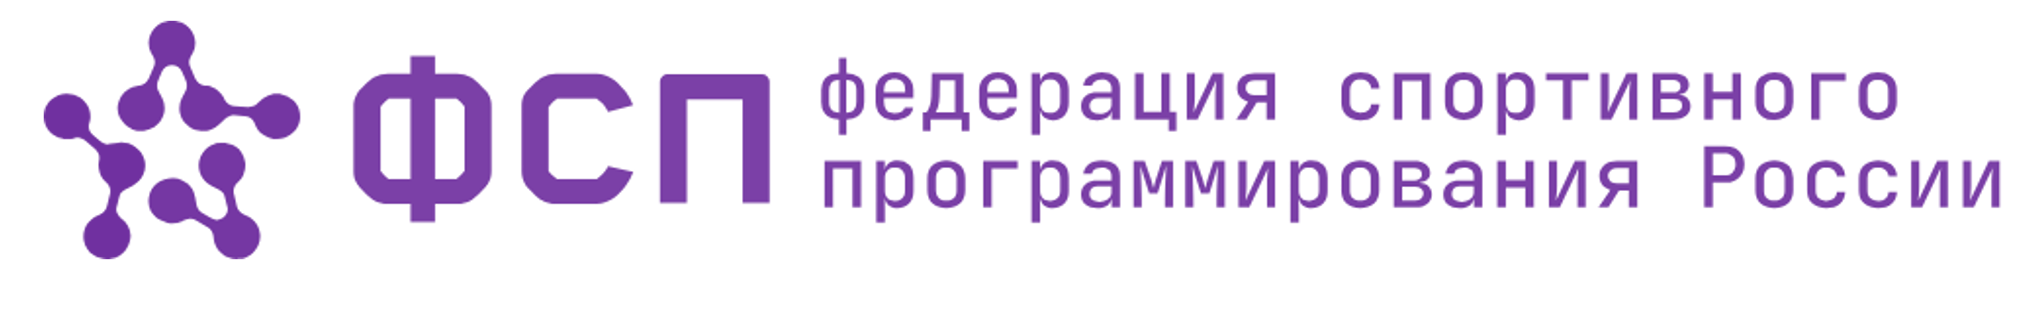 ФСП
федерация спортивного
программирования России